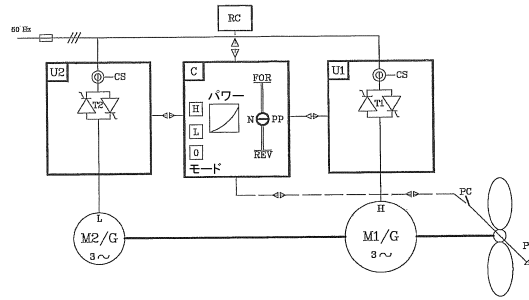 RC
50 Hz
U2
CS
T2
C
H
L
0
パワー
モード
FOR
N PP
REV
U1
CS
T1
PC
L
M2/G
3~
H
M1/G
3~
P